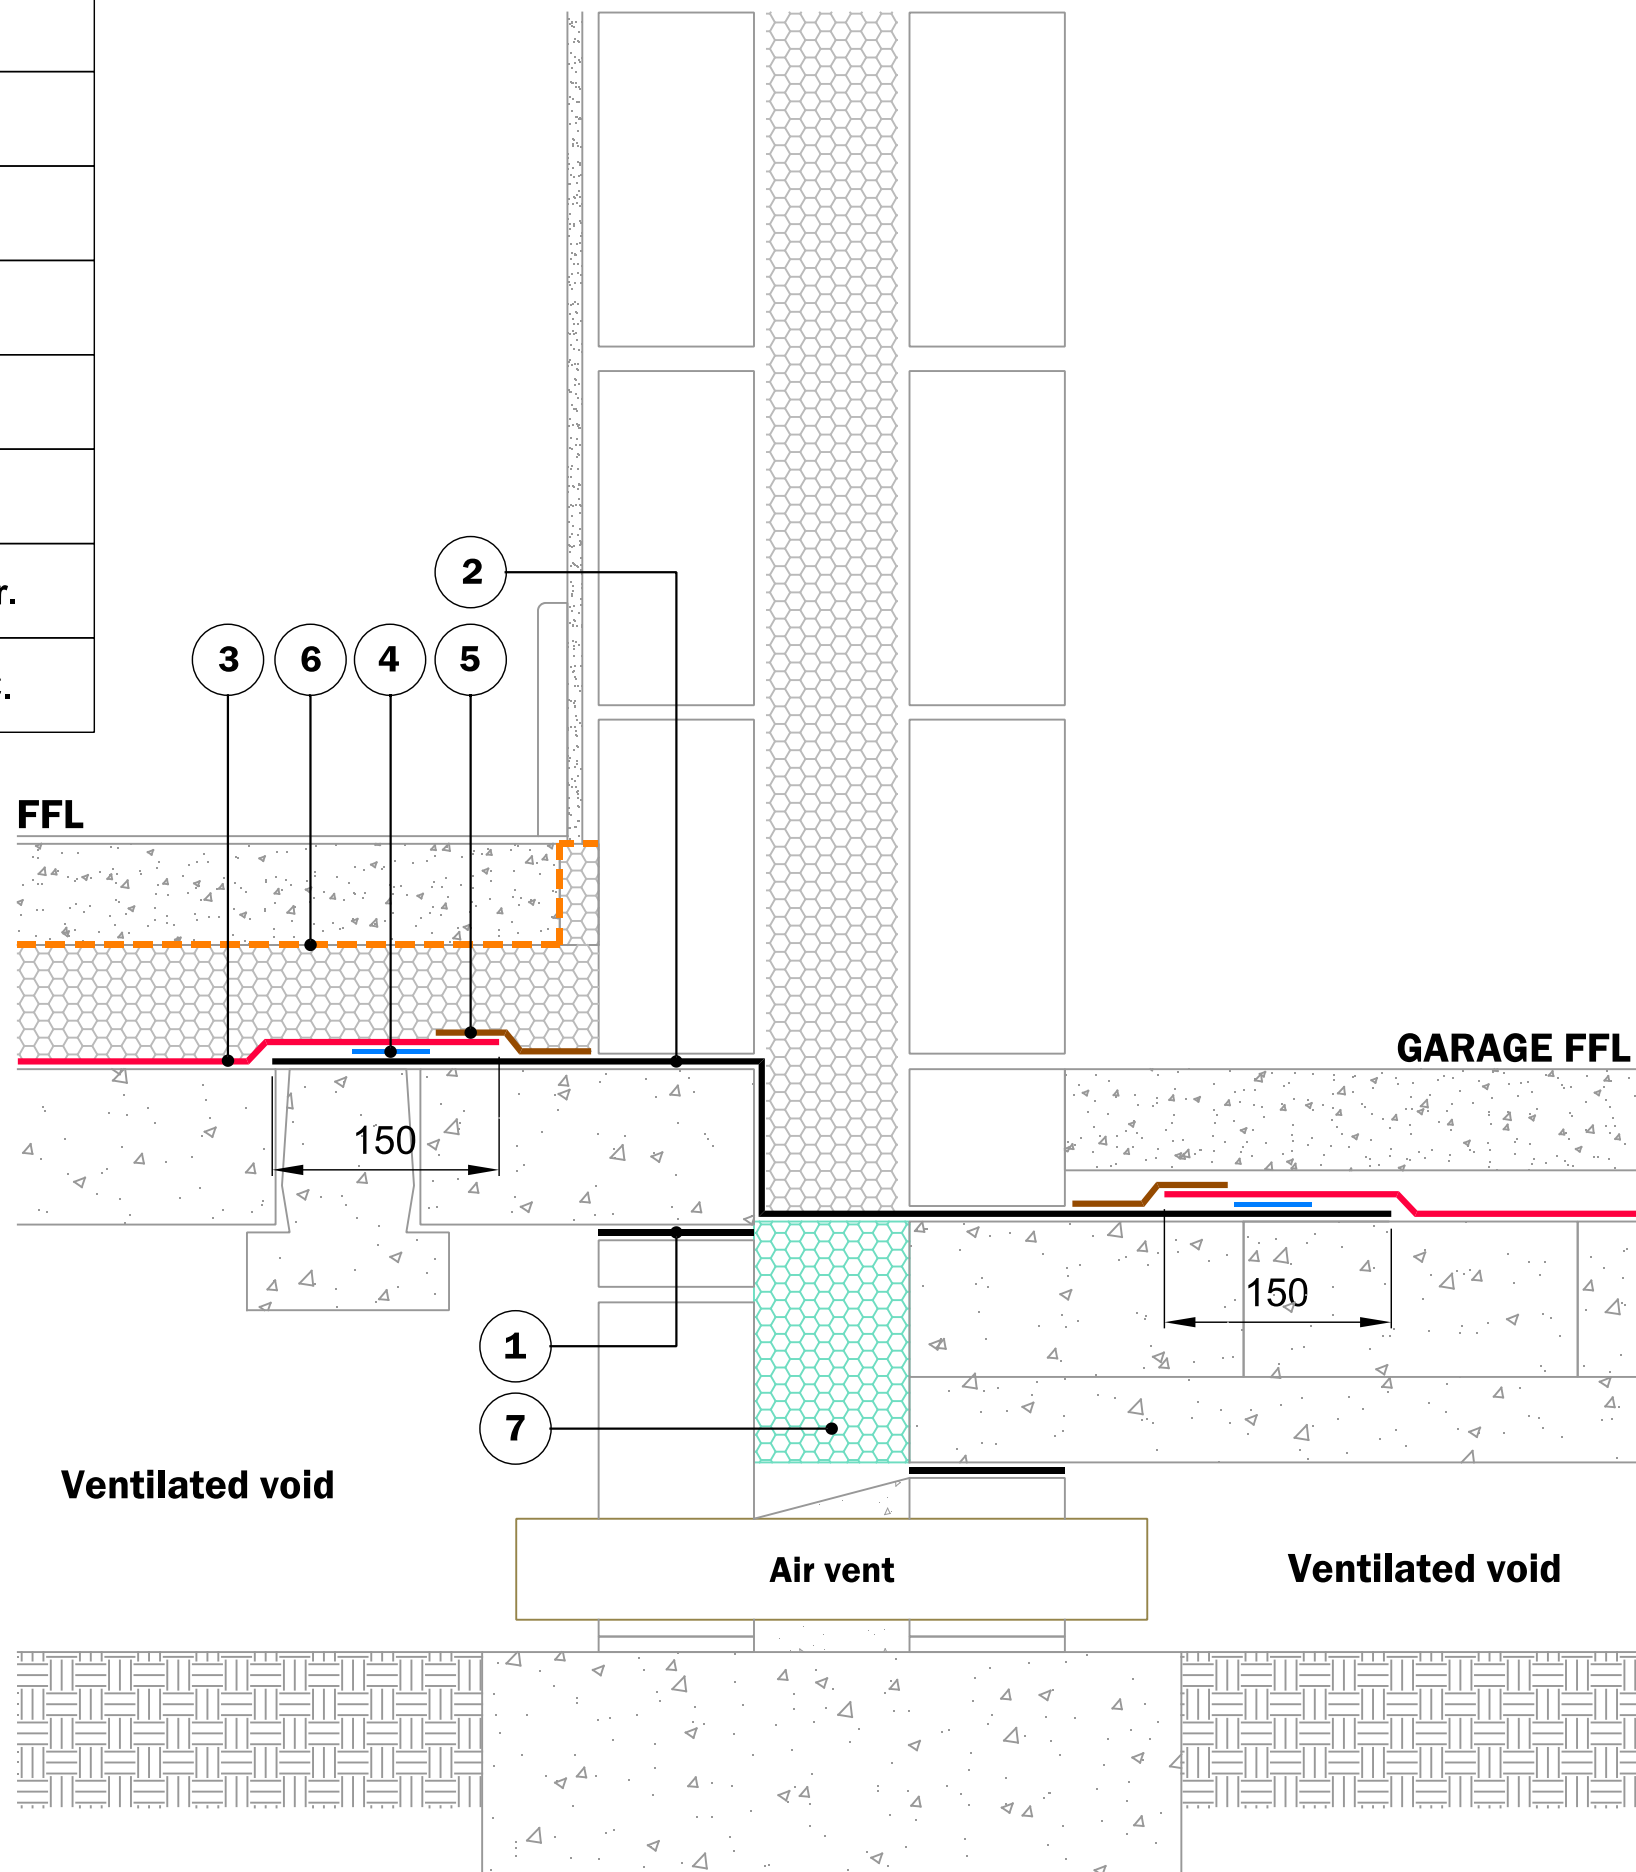 r.
.
2
3
6
4
5
FFL
GARAGE FFL
150
150
1
7
Ventilated void
Air vent
Ventilated void